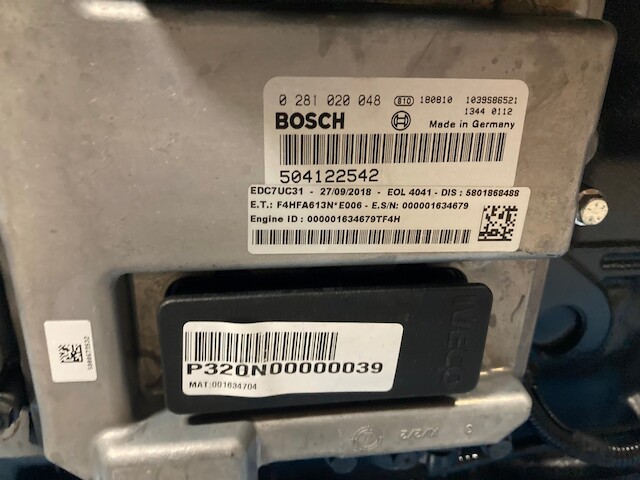 0 281 020 048 810 180810 1039S86521
1344 0112
BOSCH Made in Germany
504122542
EDC7UC31 - 27/09/2018 - EOL 4041 - DIS : 5801868488
E.T.: F4HFA613N*E006 - E.S/N: 000001634679
Engine ID : 000001634679TF4H
IVECO
P320N00000039
MAT:001634704